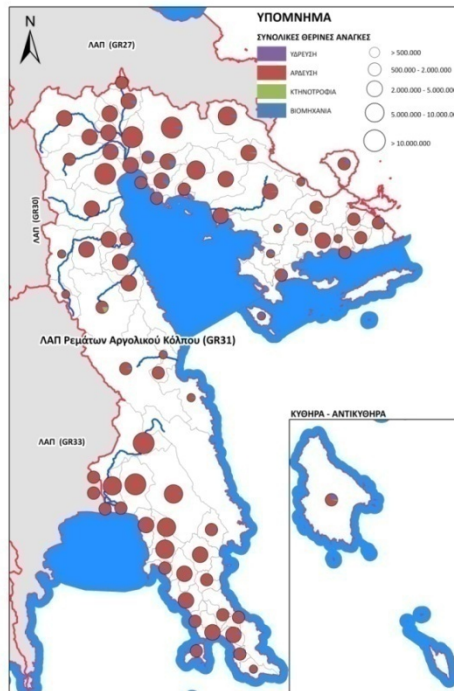 ΥΠΟΜΝΗΜΑ
ΣΥΝΟΛΙΚΕΣ ΘΕΡΙΝΕΣ ΑΝΑΓΚΕΣ
ΥΔΡΕΥΣΗ
ΑΡΔΕΥΣΗ
ΚΤΗΝΟΤΡΟΦΙΑ
ΒΙΟΜΗΧΑΝΙΑ
> 500.000
500.000 - 2.000.000
2.000.000 - 5.000.000
5.000.000 - 10.000.000
> 10.000.000
N
ΛΑΠ (GR27)
ΛΑΠ (GR30)
ΛΑΠ Ρεμάτων Αργολικού Κόλπου (GR31)
ΛΑΠ (GR33)
ΚΥΘΗΡΑ - ΑΝΤΙΚΥΘΗΡΑ